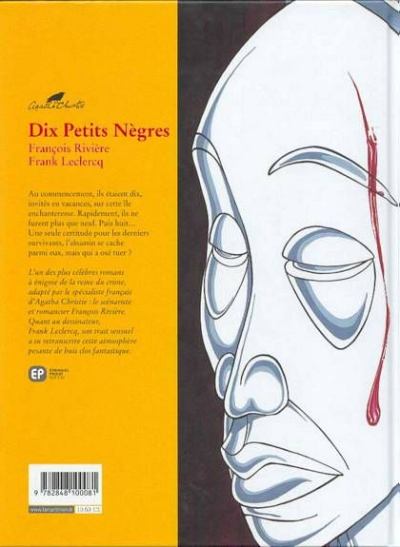 Agatha Christie
Dix Petits Nègres
François Rivière
Frank Leclercq
Au commencement, ils étaient dix,
invités en vacances, sur cette île
enchanteresse. Rapidement, ils ne
furent plus que neuf. Puis huit...
Une seule certitude pour les derniers
survivants, l'assassin se cache
parmi eux, mais qui a osé tuer ?
L'un des plus célèbres romans
à énigme de la reine du crime,
adapté par le spécialiste français
d'Agatha Christie : le scénariste
et romancier François Rivière.
Quant au dessinateur,
Frank Leclercq, son trait sensuel
a su retranscrire cette atmosphère
pesante de huis clos fantastique.
EP
EMMANUEL
PROUST
ÉDITIONS
9 782848 100081